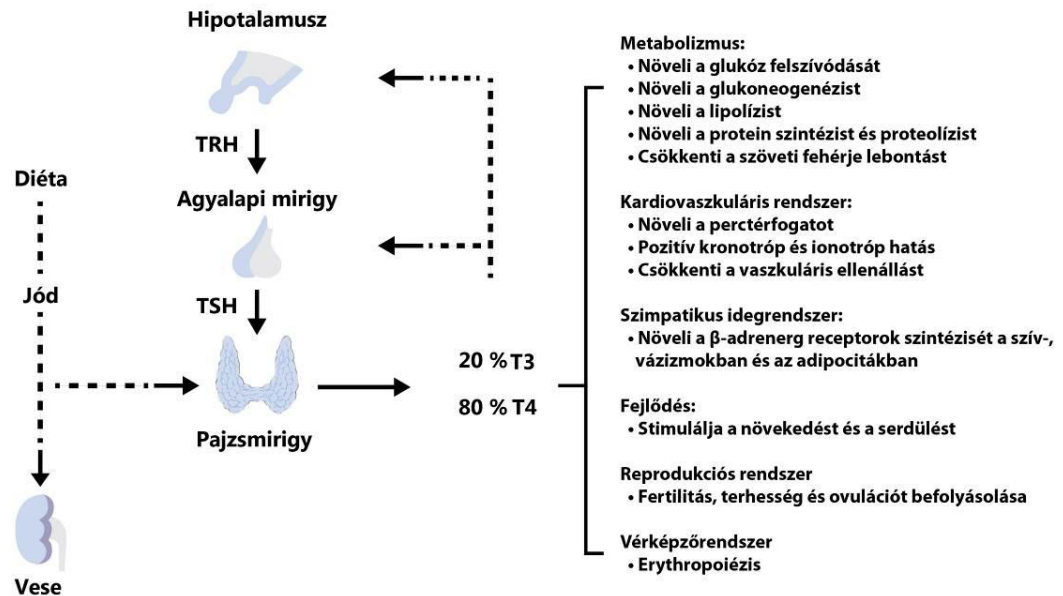 Hipotalamusz
TRH
Agyalapi mirigy
TSH
Pajzsmirigy
Diéta
Jód
Vese
20 % T3
80 % T4
Metabolizmus:
• Növeli a glukóz felszívódását
• Növeli a glukoneogenézist
• Növeli a lipolízist
• Növeli a protein szintézist és proteolízist
• Csökkenti a szöveti fehérje lebontást
Kardiovaszkuláris rendszer:
• Növeli a perctérfogatot
• Pozitív kronotróp és ionotróp hatás
• Csökkenti a vaszkuláris ellenállást
Szimpatikus idegrendszer:
• Növeli a β-adrenerg receptorok szintézisét a szív-,
vázizmokban és az adipocitákban
Fejlődés:
• Stimulálja a növekedést és a serdülést
Reprodukciós rendszer
• Fertilitás, terhesség és ovulációt befolyásolása
Vérképzőrendszer
• Erythropoiézis